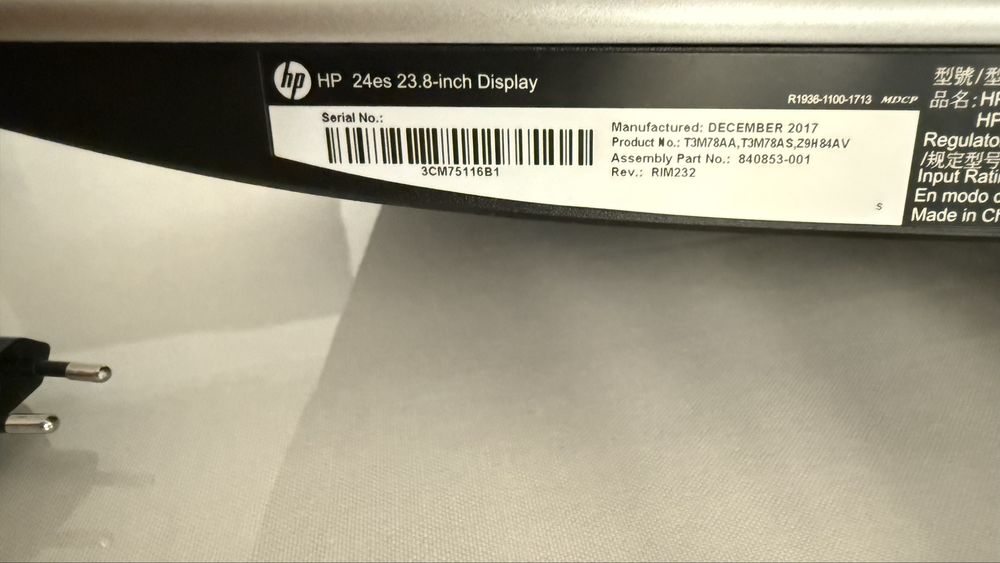 hp HP 24es 23.8-inch Display
R1936-1100-1713 MDCP
Serial No.:
3CM75116B1
Manufactured: DECEMBER 2017
Product No.: T3M78AA,T3M78AS,Z9H84AV
Assembly Part No.: 840853-001
Rev.: RIM232
S
型號/型
品名:HP
HP
Regulato
/规定型号
Input Rati
En modo d
Made in Ch